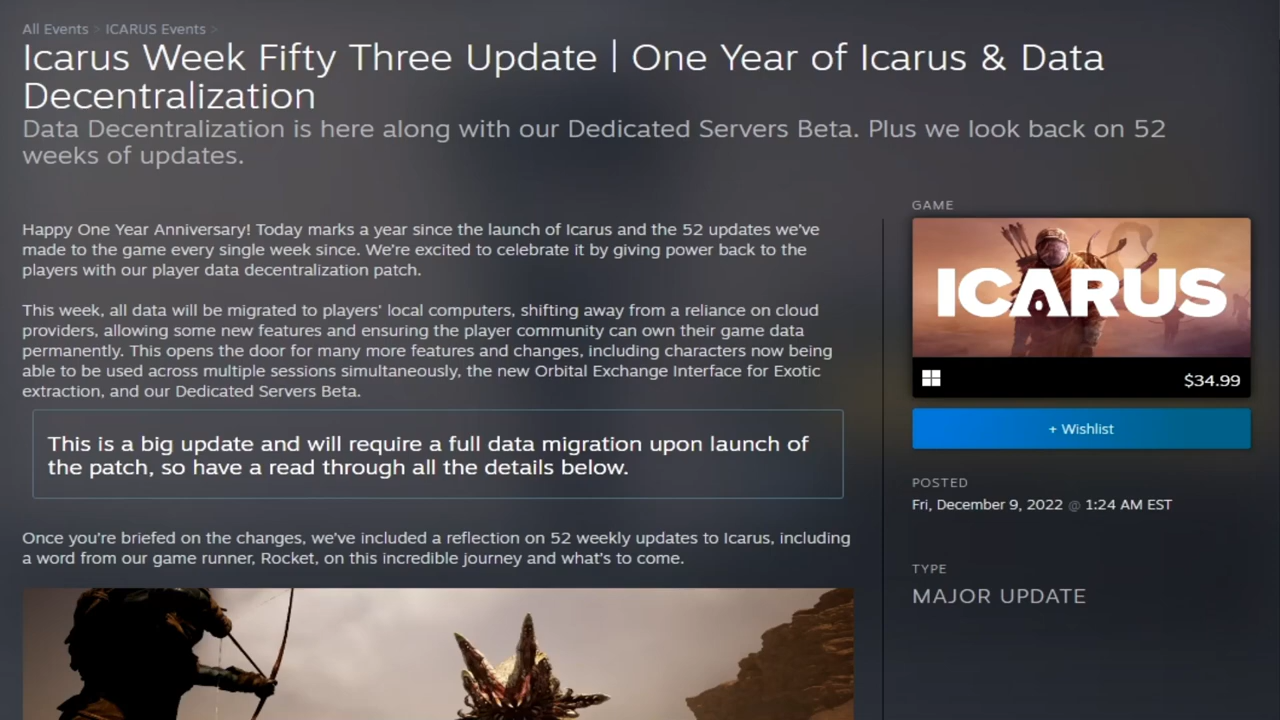 All Events > ICARUS Events >
Icarus Week Fifty Three Update | One Year of Icarus & Data
Decentralization
Data Decentralization is here along with our Dedicated Servers Beta. Plus we look back on 52
weeks of updates.
Happy One Year Anniversary! Today marks a year since the launch of Icarus and the 52 updates we've
made to the game every single week since. We're excited to celebrate it by giving power back to the
players with our player data decentralization patch.
This week, all data will be migrated to players' local computers, shifting away from a reliance on cloud
providers, allowing some new features and ensuring the player community can own their game data
permanently. This opens the door for many more features and changes, including characters now being
able to be used across multiple sessions simultaneously, the new Orbital Exchange Interface for Exotic
extraction, and our Dedicated Servers Beta.
This is a big update and will require a full data migration upon launch of
the patch, so have a read through all the details below.
Once you're briefed on the changes, we've included a reflection on 52 weekly updates to Icarus, including
a word from our game runner, Rocket, on this incredible journey and what's to come.
GAME
ICARUS
$34.99
+ Wishlist
POSTED
Fri, December 9, 2022 @ 1:24 AM EST
TYPE
MAJOR UPDATE